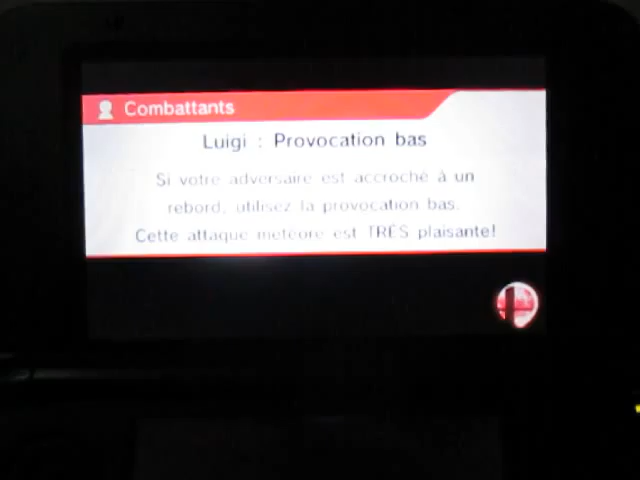 Combattants
Luigi : Provocation bas
Si votre adversaire est accroché à un
rebord, utilisez la provocation bas.
Cette attaque météore est TRÈS plaisante!